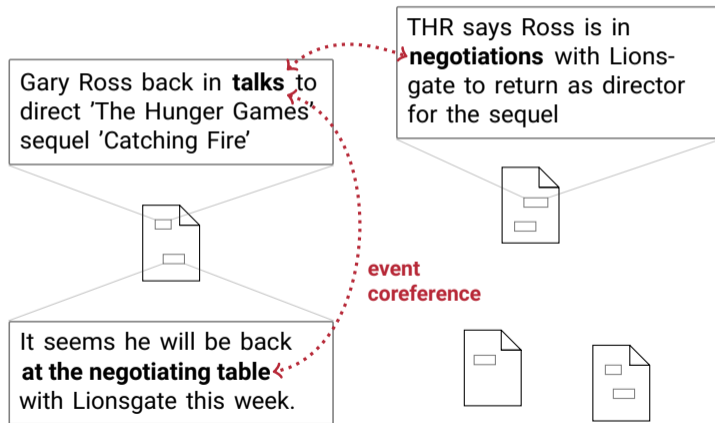 Gary Ross back in talks to
direct 'The Hunger Games'
sequel 'Catching Fire'
THR says Ross is in
negotiations with Lions-
gate to return as director
for the sequel
event
coreference
It seems he will be back
at the negotiating table
with Lionsgate this week.